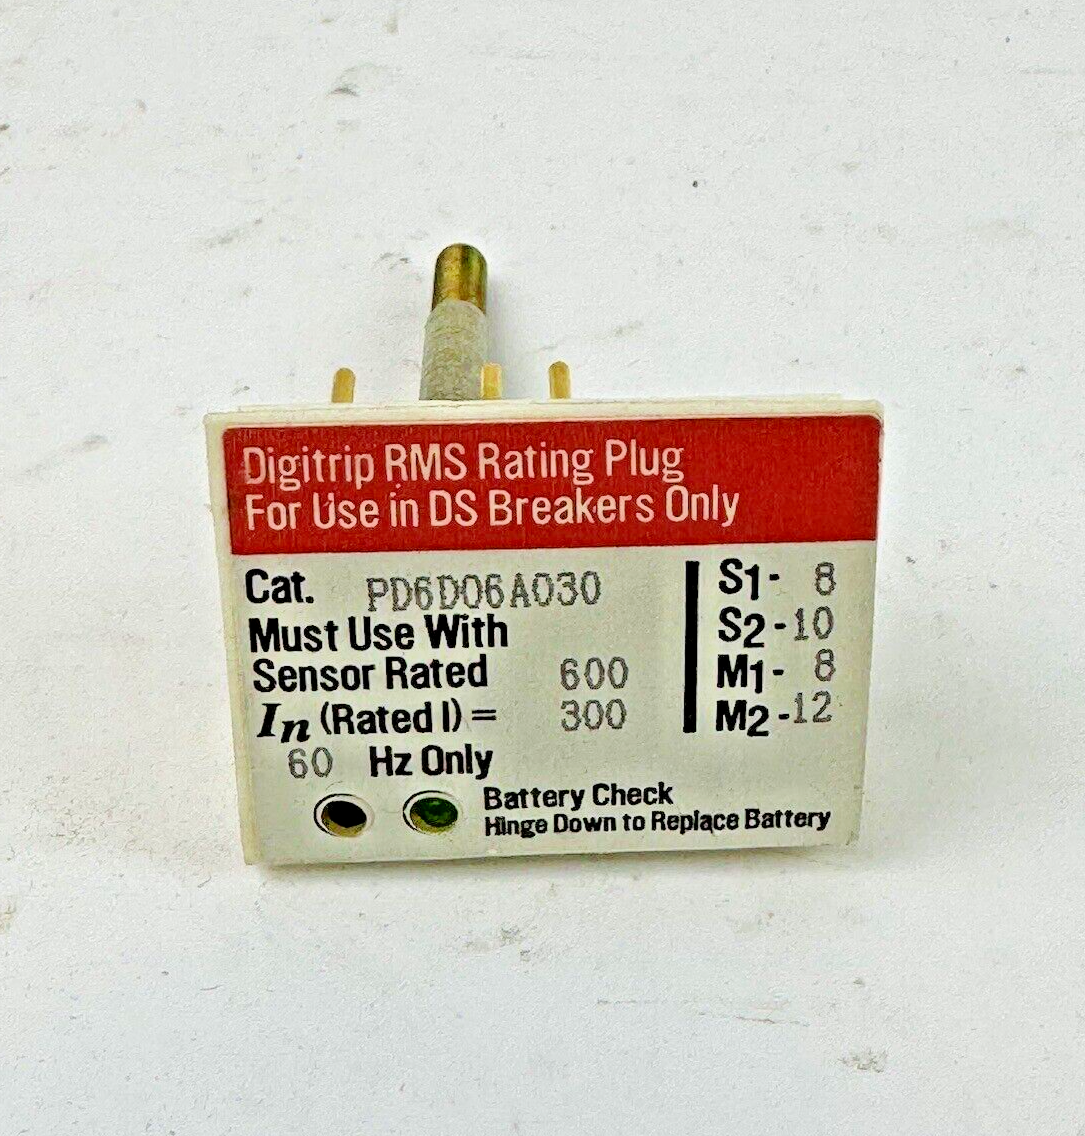 Digitrip RMS Rating Plug
For Use in DS Breakers Only
Cat. PD6D06A030
Must Use With
Sensor Rated 600
In (Rated I) = 300
60 Hz Only
S1- 8
S2-10
M1- 8
M2-12
Battery Check
Hinge Down to Replace Battery